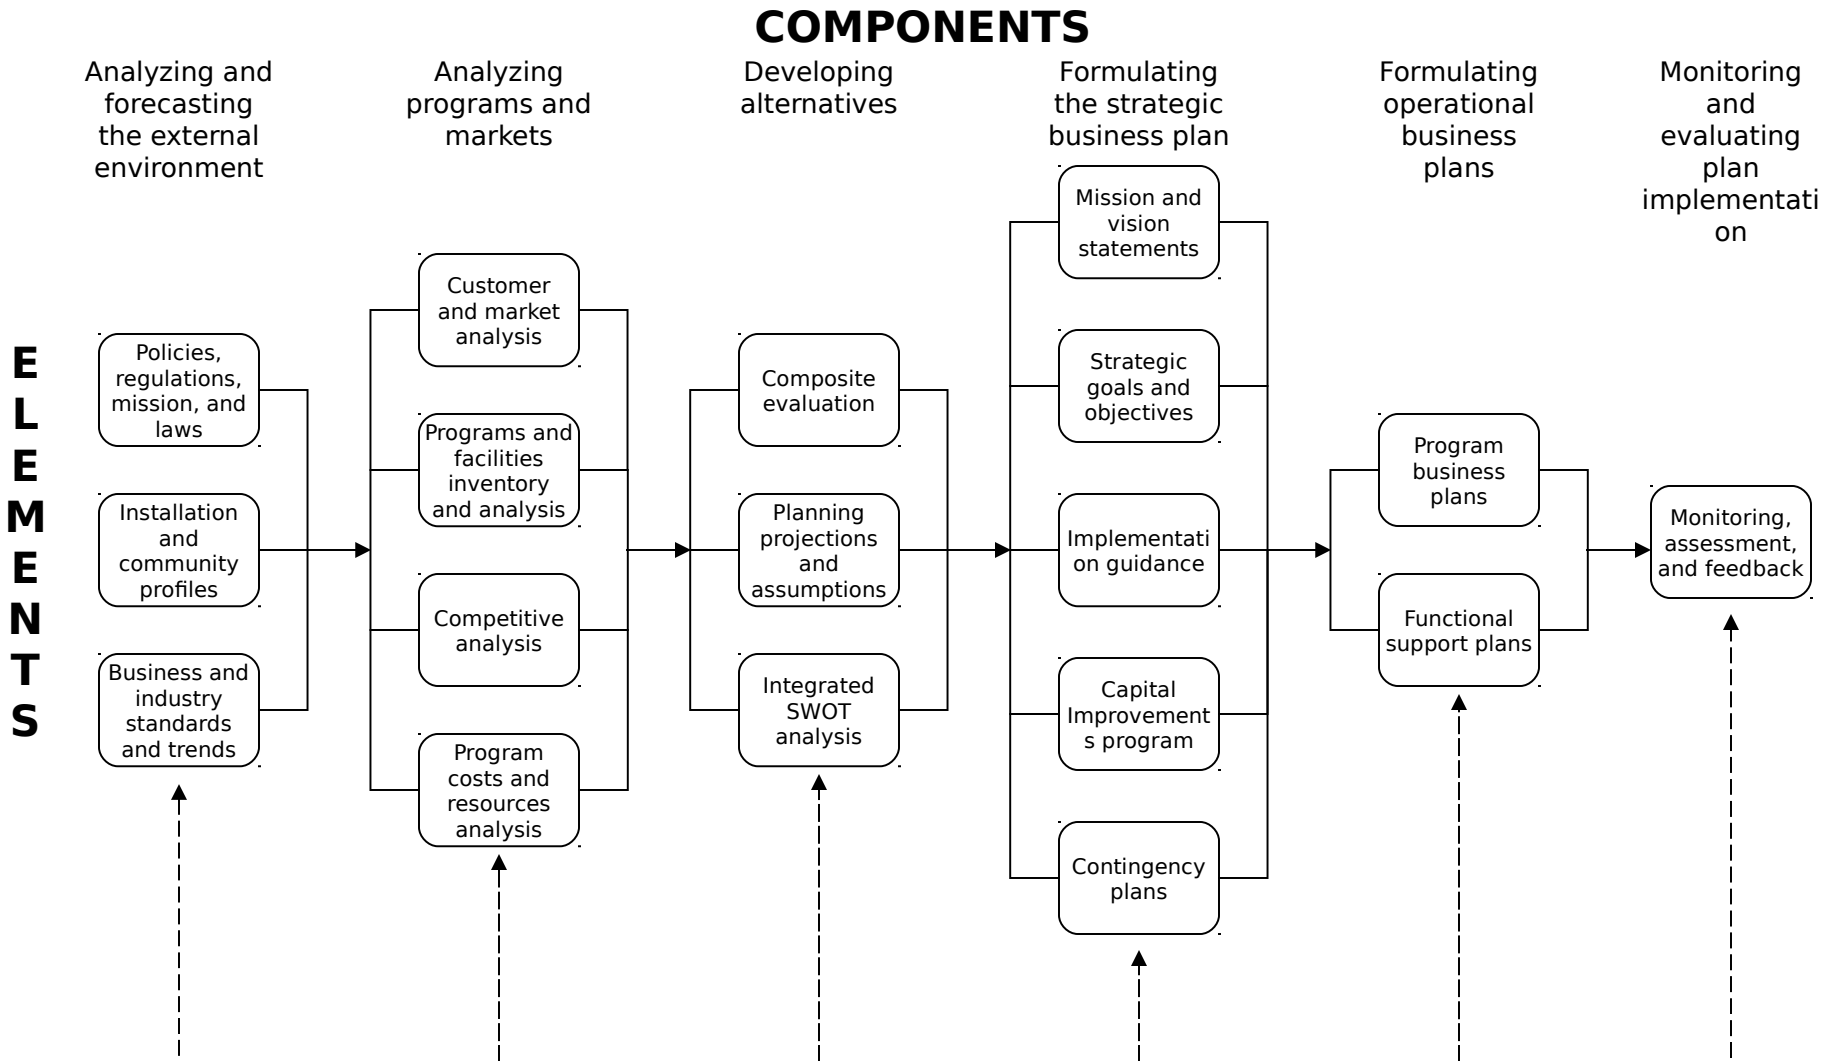 COMPONENTS
Analyzing and
forecasting
the external
environment
Analyzing
programs and
markets
Developing
alternatives
Formulating
the strategic
business plan
Formulating
operational
business
plans
Monitoring
and
evaluating
plan
implementati
on
E
L
E
M
E
N
T
S
Policies,
regulations,
mission, and
laws
Installation
and
community
profiles
Business and
industry
standards
and trends
Customer
and market
analysis
Programs and
facilities
inventory
and analysis
Competitive
analysis
Program
costs and
resources
analysis
Composite
evaluation
Planning
projections
and
assumptions
Integrated
SWOT
analysis
Mission and
vision
statements
Strategic
goals and
objectives
Implementati
on guidance
Capital
Improvement
s program
Contingency
plans
Program
business
plans
Functional
support plans
Monitoring,
assessment,
and feedback